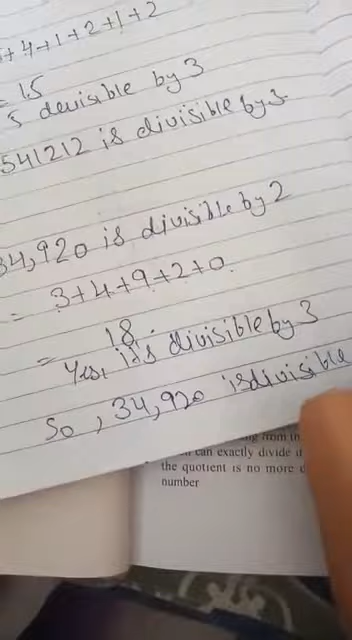 +4+1+2+1+2
= 15
s devisible by 3
541212 is divisible by 3
34,920 is divisible by 2
= 3+4+9+2+0.
= 18.
Yes, it's divisible by 3
So, 34,920 is divisible
from
can exactly divide
the quotient is no more
number